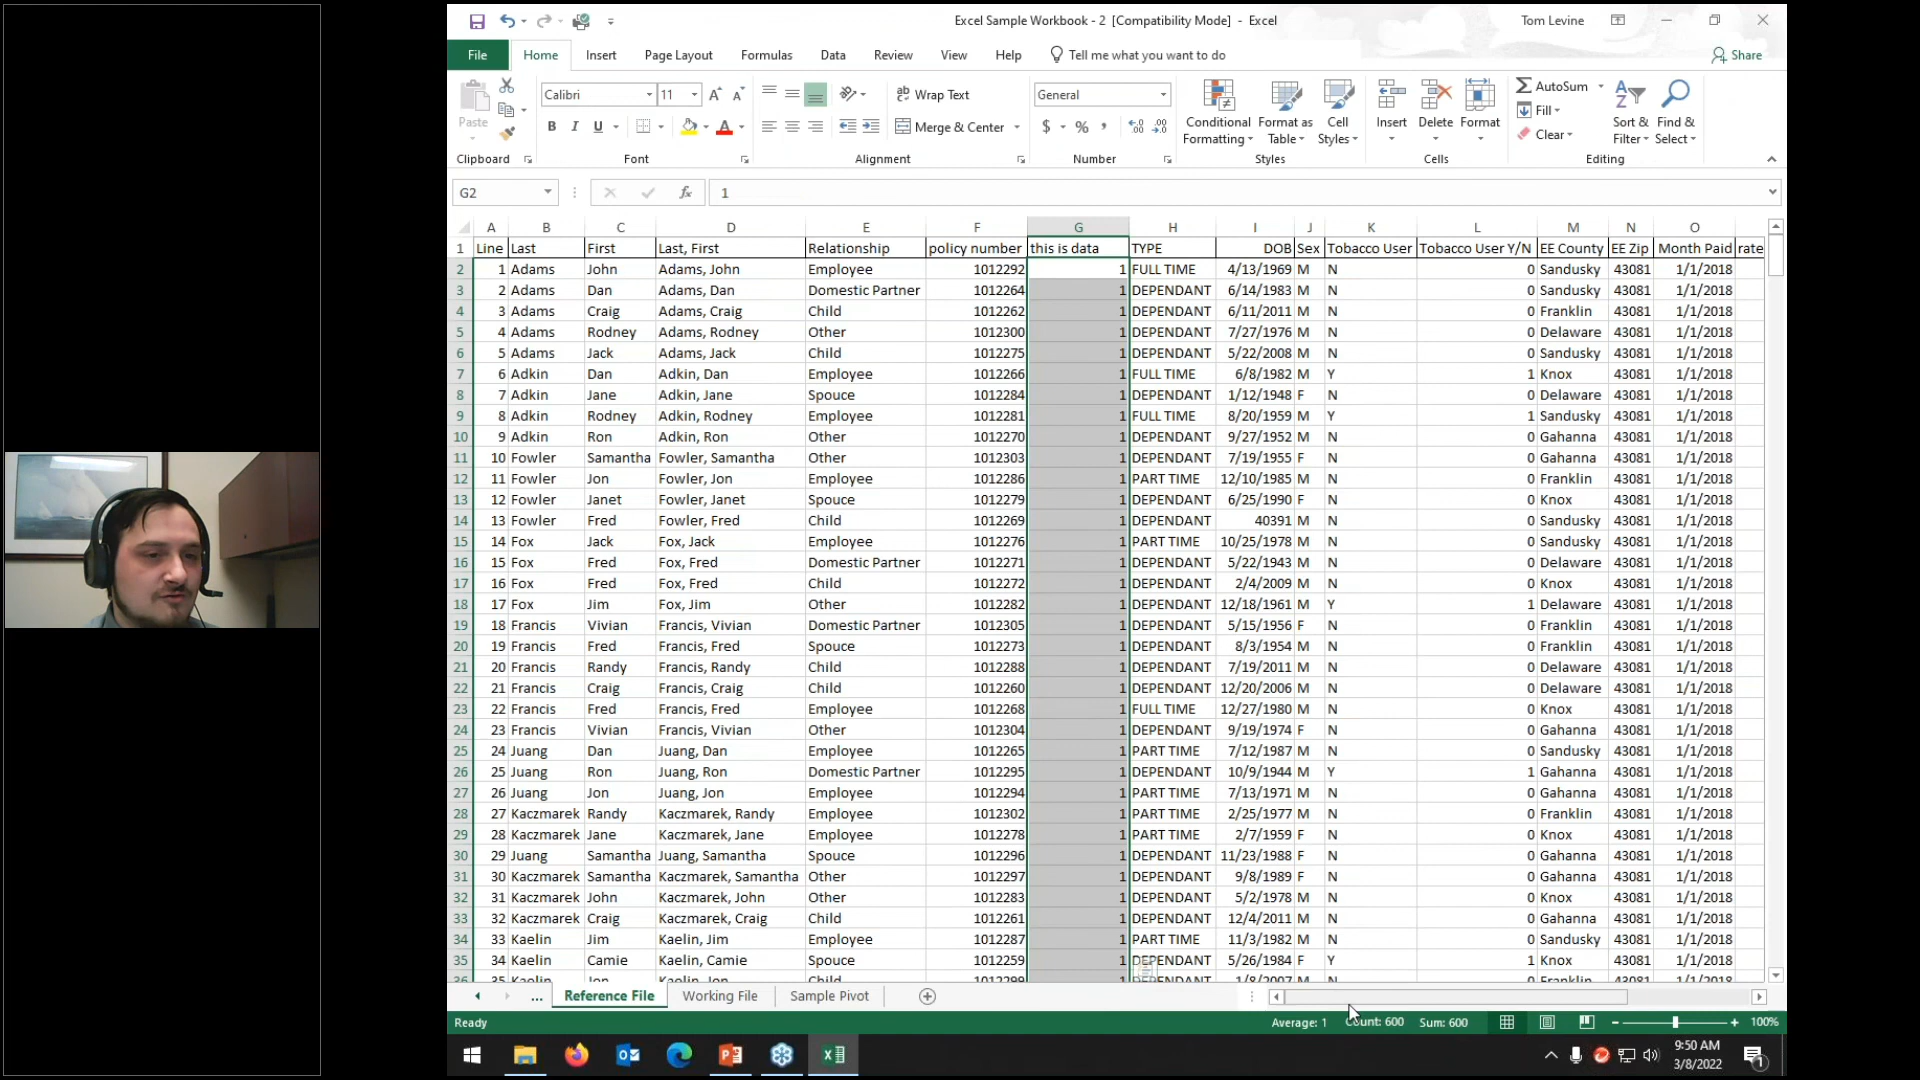 Excel Sample Workbook - 2 [Compatibility Mode] - Excel
Tom Levine
File Home Insert Page Layout Formulas Data Review View Help Tell me what you want to do Share
Paste
Calibri 11
B I U A A A
Wrap Text
Merge & Center
General
$ % ,
Conditional Formatting
Format as Table
Cell Styles
Insert Delete Format
AutoSum
Fill
Clear
Sort & Filter
Find & Select
Clipboard Font Alignment Number Styles Cells Editing
G2 fx 1
A B C D E F G H I J K L M N O
1 Line Last First Last, First Relationship policy number this is data TYPE DOB Sex Tobacco User Tobacco User Y/N EE County EE Zip Month Paid rate
2 1 Adams John Adams, John Employee 1012292 1 FULL TIME 4/13/1969 M N 0 Sandusky 43081 1/1/2018
3 2 Adams Dan Adams, Dan Domestic Partner 1012264 1 DEPENDANT 6/14/1983 M N 0 Sandusky 43081 1/1/2018
4 3 Adams Craig Adams, Craig Child 1012262 1 DEPENDANT 6/11/2011 M N 0 Franklin 43081 1/1/2018
5 4 Adams Rodney Adams, Rodney Other 1012300 1 DEPENDANT 7/27/1976 M N 0 Delaware 43081 1/1/2018
6 5 Adams Jack Adams, Jack Child 1012275 1 DEPENDANT 5/22/2008 M N 0 Sandusky 43081 1/1/2018
7 6 Adkin Dan Adkin, Dan Employee 1012266 1 FULL TIME 6/8/1982 M Y 1 Knox 43081 1/1/2018
8 7 Adkin Jane Adkin, Jane Spouce 1012284 1 DEPENDANT 1/12/1948 F N 0 Delaware 43081 1/1/2018
9 8 Adkin Rodney Adkin, Rodney Employee 1012281 1 FULL TIME 8/20/1959 M Y 1 Sandusky 43081 1/1/2018
10 9 Adkin Ron Adkin, Ron Other 1012270 1 DEPENDANT 9/27/1952 M N 0 Gahanna 43081 1/1/2018
11 10 Fowler Samantha Fowler, Samantha Other 1012303 1 DEPENDANT 7/19/1955 F N 0 Gahanna 43081 1/1/2018
12 11 Fowler Jon Fowler, Jon Employee 1012286 1 PART TIME 12/10/1985 M N 0 Franklin 43081 1/1/2018
13 12 Fowler Janet Fowler, Janet Spouce 1012279 1 DEPENDANT 6/25/1990 F N 0 Knox 43081 1/1/2018
14 13 Fowler Fred Fowler, Fred Child 1012269 1 DEPENDANT 40391 M N 0 Sandusky 43081 1/1/2018
15 14 Fox Jack Fox, Jack Employee 1012276 1 PART TIME 10/25/1978 M N 0 Sandusky 43081 1/1/2018
16 15 Fox Fred Fox, Fred Domestic Partner 1012271 1 DEPENDANT 5/22/1943 M N 0 Delaware 43081 1/1/2018
17 16 Fox Fred Fox, Fred Child 1012272 1 DEPENDANT 2/4/2009 M N 0 Knox 43081 1/1/2018
18 17 Fox Jim Fox, Jim Other 1012282 1 DEPENDANT 12/18/1961 M Y 1 Delaware 43081 1/1/2018
19 18 Francis Vivian Francis, Vivian Domestic Partner 1012305 1 DEPENDANT 5/15/1956 F N 0 Franklin 43081 1/1/2018
20 19 Francis Fred Francis, Fred Spouce 1012273 1 DEPENDANT 8/3/1954 M N 0 Franklin 43081 1/1/2018
21 20 Francis Randy Francis, Randy Child 1012288 1 DEPENDANT 7/19/2011 M N 0 Delaware 43081 1/1/2018
22 21 Francis Craig Francis, Craig Child 1012260 1 DEPENDANT 12/20/2006 M N 0 Delaware 43081 1/1/2018
23 22 Francis Fred Francis, Fred Employee 1012268 1 FULL TIME 12/27/1980 M N 0 Knox 43081 1/1/2018
24 23 Francis Vivian Francis, Vivian Other 1012304 1 DEPENDANT 9/19/1974 F N 0 Gahanna 43081 1/1/2018
25 24 Juang Dan Juang, Dan Employee 1012265 1 PART TIME 7/12/1987 M N 0 Sandusky 43081 1/1/2018
26 25 Juang Ron Juang, Ron Domestic Partner 1012295 1 DEPENDANT 10/9/1944 M Y 1 Gahanna 43081 1/1/2018
27 26 Juang Jon Juang, Jon Employee 1012294 1 PART TIME 7/13/1971 M N 0 Gahanna 43081 1/1/2018
28 27 Kaczmarek Randy Kaczmarek, Randy Employee 1012302 1 PART TIME 2/25/1977 M N 0 Franklin 43081 1/1/2018
29 28 Kaczmarek Jane Kaczmarek, Jane Employee 1012278 1 PART TIME 2/7/1959 F N 0 Knox 43081 1/1/2018
30 29 Juang Samantha Juang, Samantha Spouce 1012296 1 DEPENDANT 11/23/1988 F N 0 Gahanna 43081 1/1/2018
31 30 Kaczmarek Samantha Kaczmarek, Samantha Other 1012297 1 DEPENDANT 9/8/1989 F N 0 Gahanna 43081 1/1/2018
32 31 Kaczmarek John Kaczmarek, John Other 1012283 1 DEPENDANT 5/2/1978 M N 0 Knox 43081 1/1/2018
33 32 Kaczmarek Craig Kaczmarek, Craig Child 1012261 1 DEPENDANT 12/4/2011 M N 0 Gahanna 43081 1/1/2018
34 33 Kaelin Jim Kaelin, Jim Employee 1012287 1 PART TIME 11/3/1982 M N 0 Sandusky 43081 1/1/2018
35 34 Kaelin Camie Kaelin, Camie Spouce 1012259 1 DEPENDANT 5/26/1984 F Y 1 Knox 43081 1/1/2018
... Reference File Working File Sample Pivot
Ready Average: 1 Count: 600 Sum: 600 100%
9:50 AM
3/8/2022
1